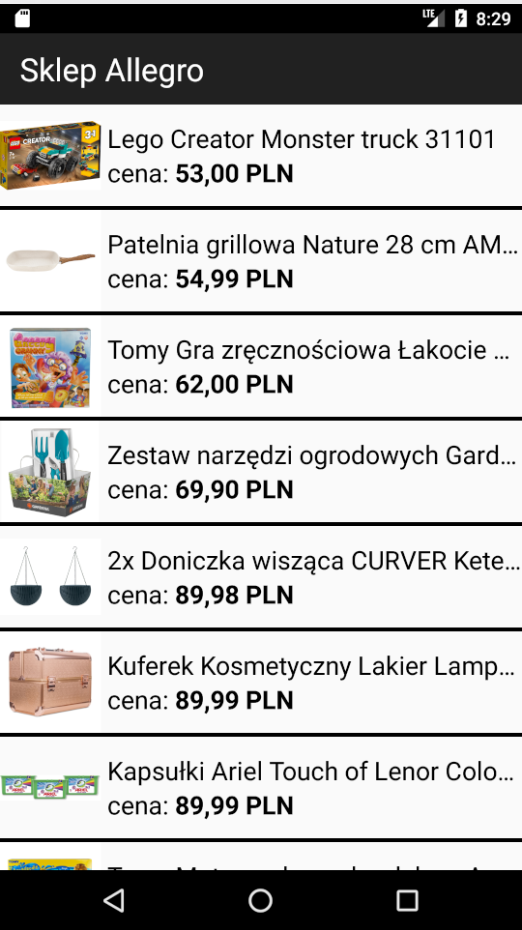 LTE 8:29
Sklep Allegro
LEGO CREATOR 3in1
Lego Creator Monster truck 31101
cena: 53,00 PLN
Patelnia grillowa Nature 28 cm AM...
cena: 54,99 PLN
Tomy Gra zręcznościowa Łakocie ...
cena: 62,00 PLN
Zestaw narzędzi ogrodowych Gard...
cena: 69,90 PLN
2x Doniczka wisząca CURVER Kete...
cena: 89,98 PLN
Kuferek Kosmetyczny Lakier Lamp...
cena: 89,99 PLN
Kapsułki Ariel Touch of Lenor Colo...
cena: 89,99 PLN